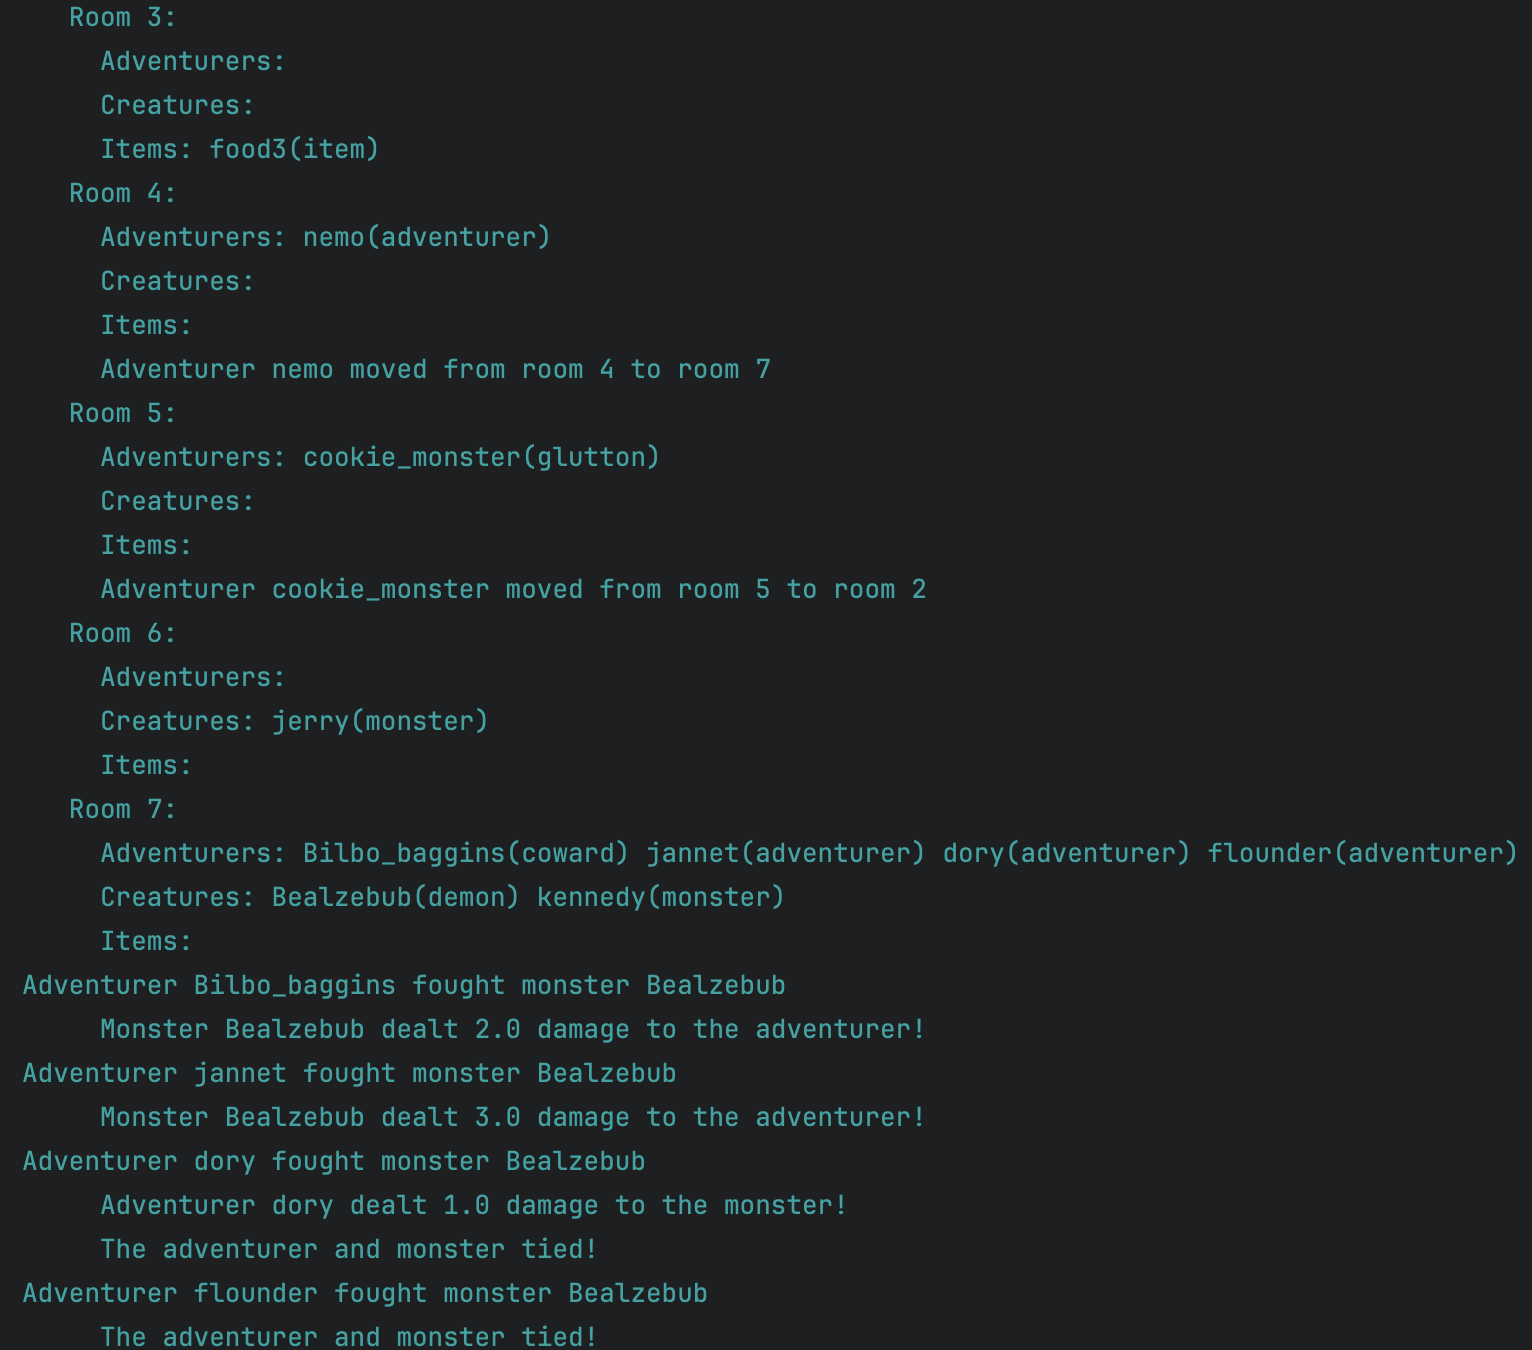 Room 3:
Adventurers:
Creatures:
Items: food3(item)
Room 4:
Adventurers: nemo(adventurer)
Creatures:
Items:
Adventurer nemo moved from room 4 to room 7
Room 5:
Adventurers: cookie_monster(glutton)
Creatures:
Items:
Adventurer cookie_monster moved from room 5 to room 2
Room 6:
Adventurers:
Creatures: jerry(monster)
Items:
Room 7:
Adventurers: Bilbo_baggins(coward) jannet(adventurer) dory(adventurer) flounder(adventurer)
Creatures: Bealzebub(demon) kennedy(monster)
Items:
Adventurer Bilbo_baggins fought monster Bealzebub
Monster Bealzebub dealt 2.0 damage to the adventurer!
Adventurer jannet fought monster Bealzebub
Monster Bealzebub dealt 3.0 damage to the adventurer!
Adventurer dory fought monster Bealzebub
Adventurer dory dealt 1.0 damage to the monster!
The adventurer and monster tied!
Adventurer flounder fought monster Bealzebub
The adventurer and monster tied!